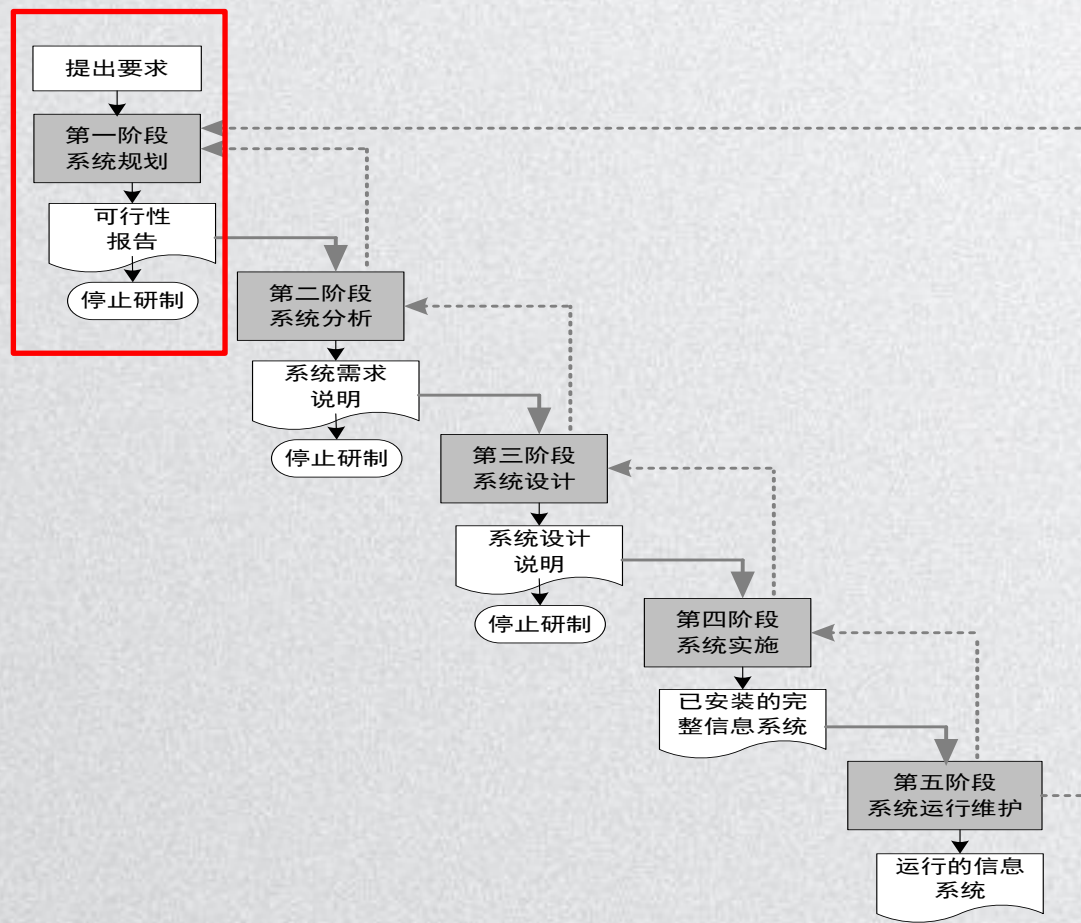 提出要求
第一阶段
系统规划
可行性
报告
停止研制
第二阶段
系统分析
系统需求
说明
停止研制
第三阶段
系统设计
系统设计
说明
停止研制
第四阶段
系统实施
已安装的完
整信息系统
第五阶段
系统运行维护
运行的信息
系统